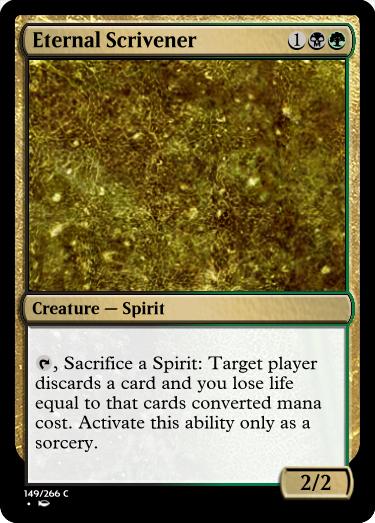 Eternal Scrivener 1
Creature — Spirit
, Sacrifice a Spirit: Target player
discards a card and you lose life
equal to that cards converted mana
cost. Activate this ability only as a
sorcery.
2/2
149/266 C